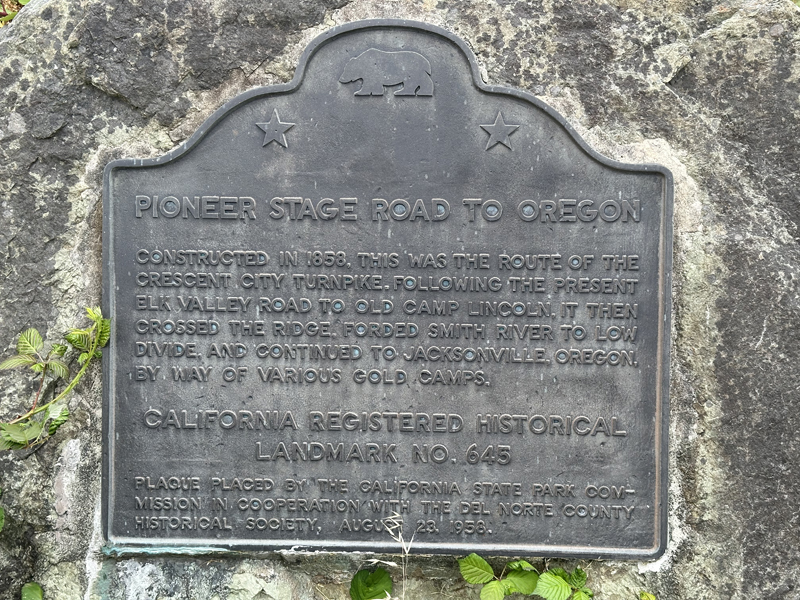 PIONEER STAGE ROAD TO OREGON
CONSTRUCTED IN 1858, THIS WAS THE ROUTE OF THE
CRESCENT CITY TURNPIKE. FOLLOWING THE PRESENT
ELK VALLEY ROAD TO OLD CAMP LINCOLN, IT THEN
CROSSED THE RIDGE, FORDED SMITH RIVER TO LOW
DIVIDE, AND CONTINUED TO JACKSONVILLE, OREGON,
BY WAY OF VARIOUS GOLD CAMPS.
CALIFORNIA REGISTERED HISTORICAL
LANDMARK NO. 645
PLAQUE PLACED BY THE CALIFORNIA STATE PARK COM-
MISSION IN COOPERATION WITH THE DEL NORTE COUNTY
HISTORICAL SOCIETY, AUGUST 23, 1958.